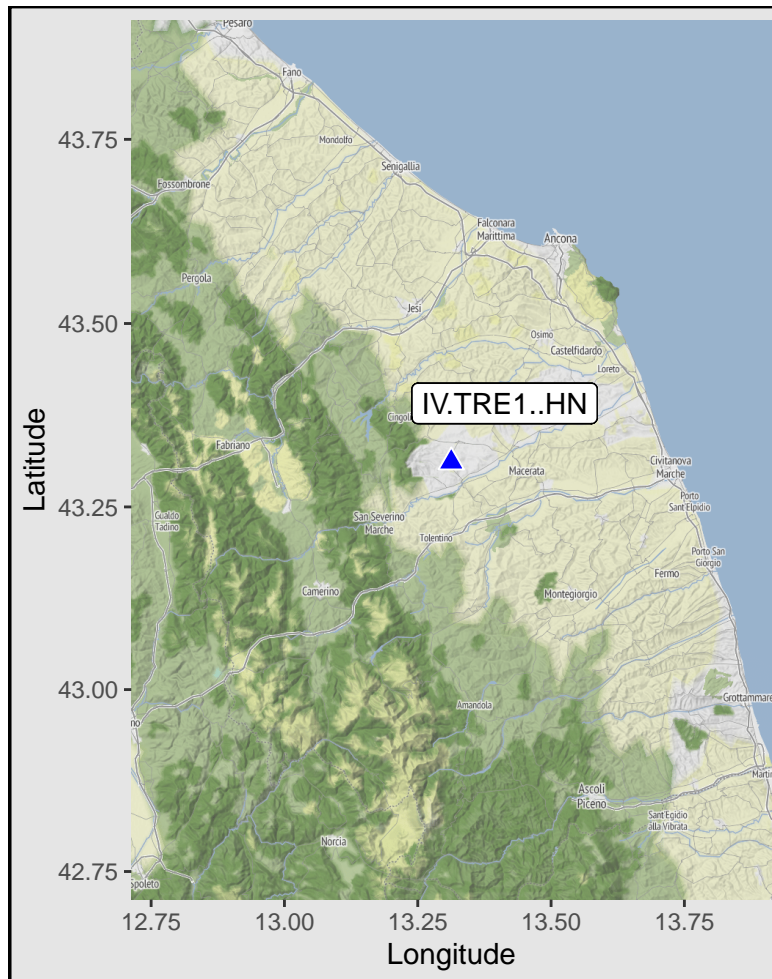 Pesaro
Fano
43.75
Mondolfo
Senigallia
Fossombrone
Falconara
Marittima
Ancona
Pergola
43.50
Jesi
Osimo
Castelfidardo
Loreto
IV.TRE1..HN
Cingoli
Fabriano
Macerata
Civitanova
Marche
43.25
Porto
Sant Elpidio
Gualdo
Tadino
San Severino
Marche
Tolentino
Porto San
Giorgio
Camerino
Fermo
Montegiorgio
43.00
Amandola
Grottammare
no
Martin
Ascoli
Piceno
Sant Egidio
alla Vibrata
Norcia
42.75
poleto
12.75
13.00
13.25
13.50
13.75
Longitude
Latitude